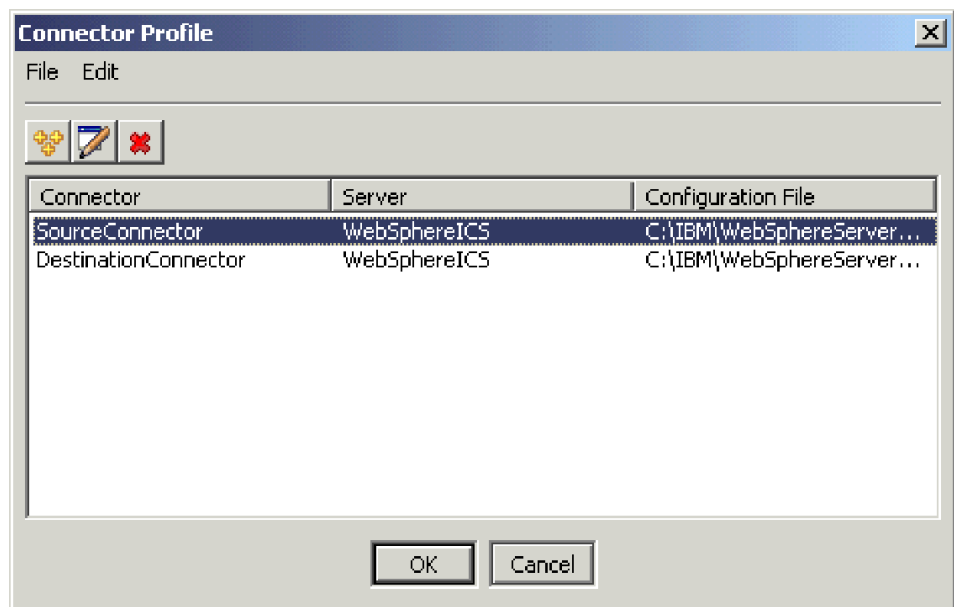 Connector Profile
File Edit
Connector Server Configuration File
SourceConnector WebSphereICS C:\IBM\WebSphereServer...
DestinationConnector WebSphereICS C:\IBM\WebSphereServer...
OK Cancel